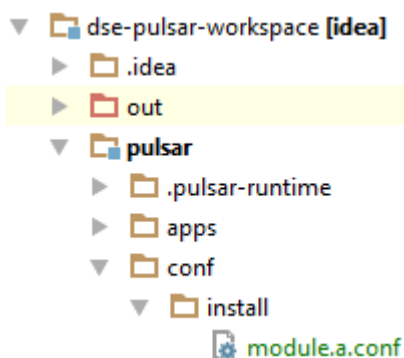 dse-pulsar-workspace [idea]
.idea
out
pulsar
.pulsar-runtime
apps
conf
install
module.a.conf